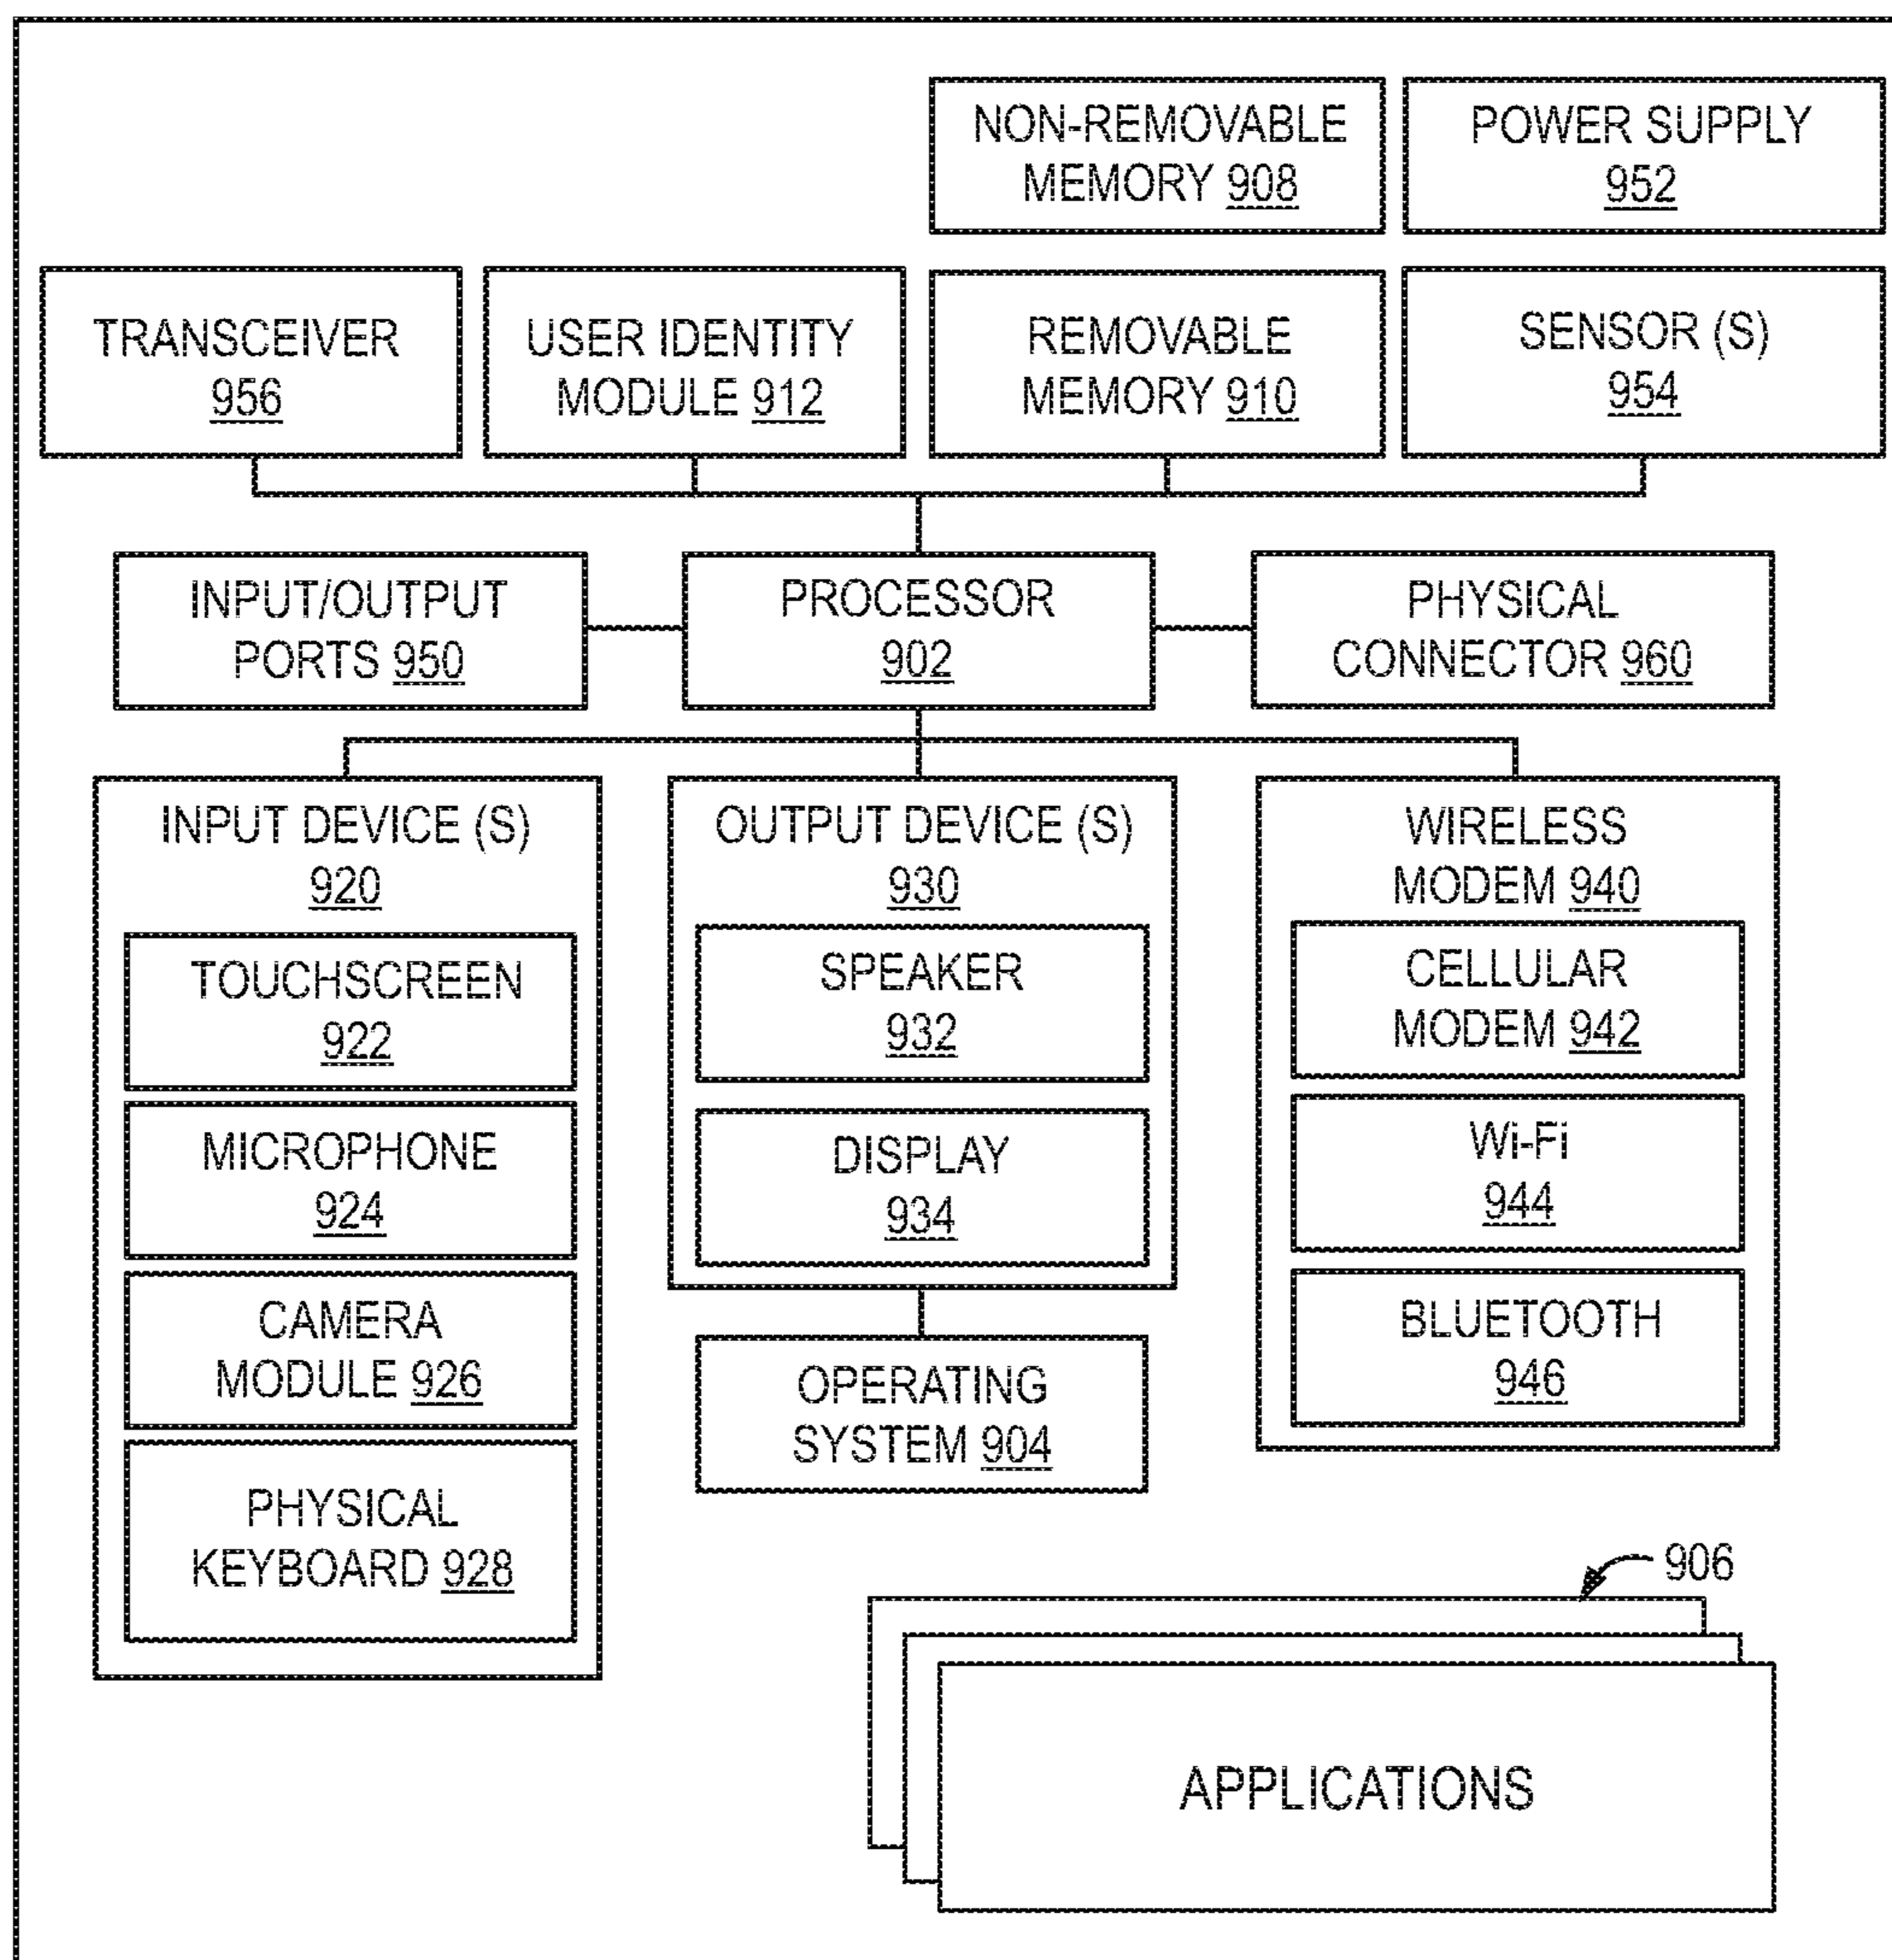 NON-REMOVABLE
MEMORY 908
POWER SUPPLY
952
TRANSCEIVER
956
USER IDENTITY
MODULE 912
REMOVABLE
MEMORY 910
SENSOR (S)
954
INPUT/OUTPUT
PORTS 950
PROCESSOR
902
PHYSICAL
CONNECTOR 960
INPUT DEVICE (S)
920
TOUCHSCREEN
922
MICROPHONE
924
CAMERA
MODULE 926
PHYSICAL
KEYBOARD 928
OUTPUT DEVICE (S)
930
SPEAKER
932
DISPLAY
934
OPERATING
SYSTEM 904
WIRELESS
MODEM 940
CELLULAR
MODEM 942
Wi-Fi
944
BLUETOOTH
946
906
APPLICATIONS